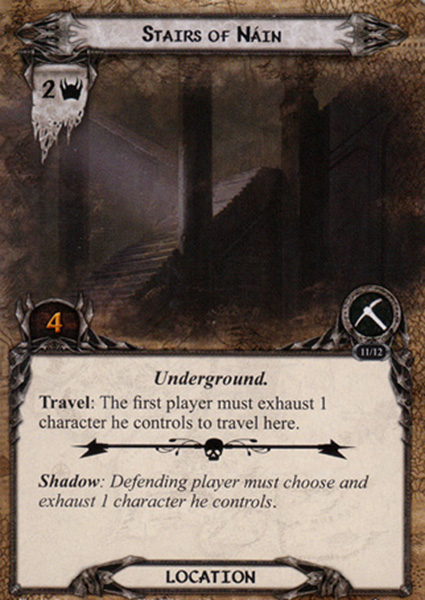 STAIRS OF NÁIN
2
4
11/12
Underground.
Travel: The first player must exhaust 1
character he controls to travel here.
Shadow: Defending player must choose and
exhaust 1 character he controls.
LOCATION